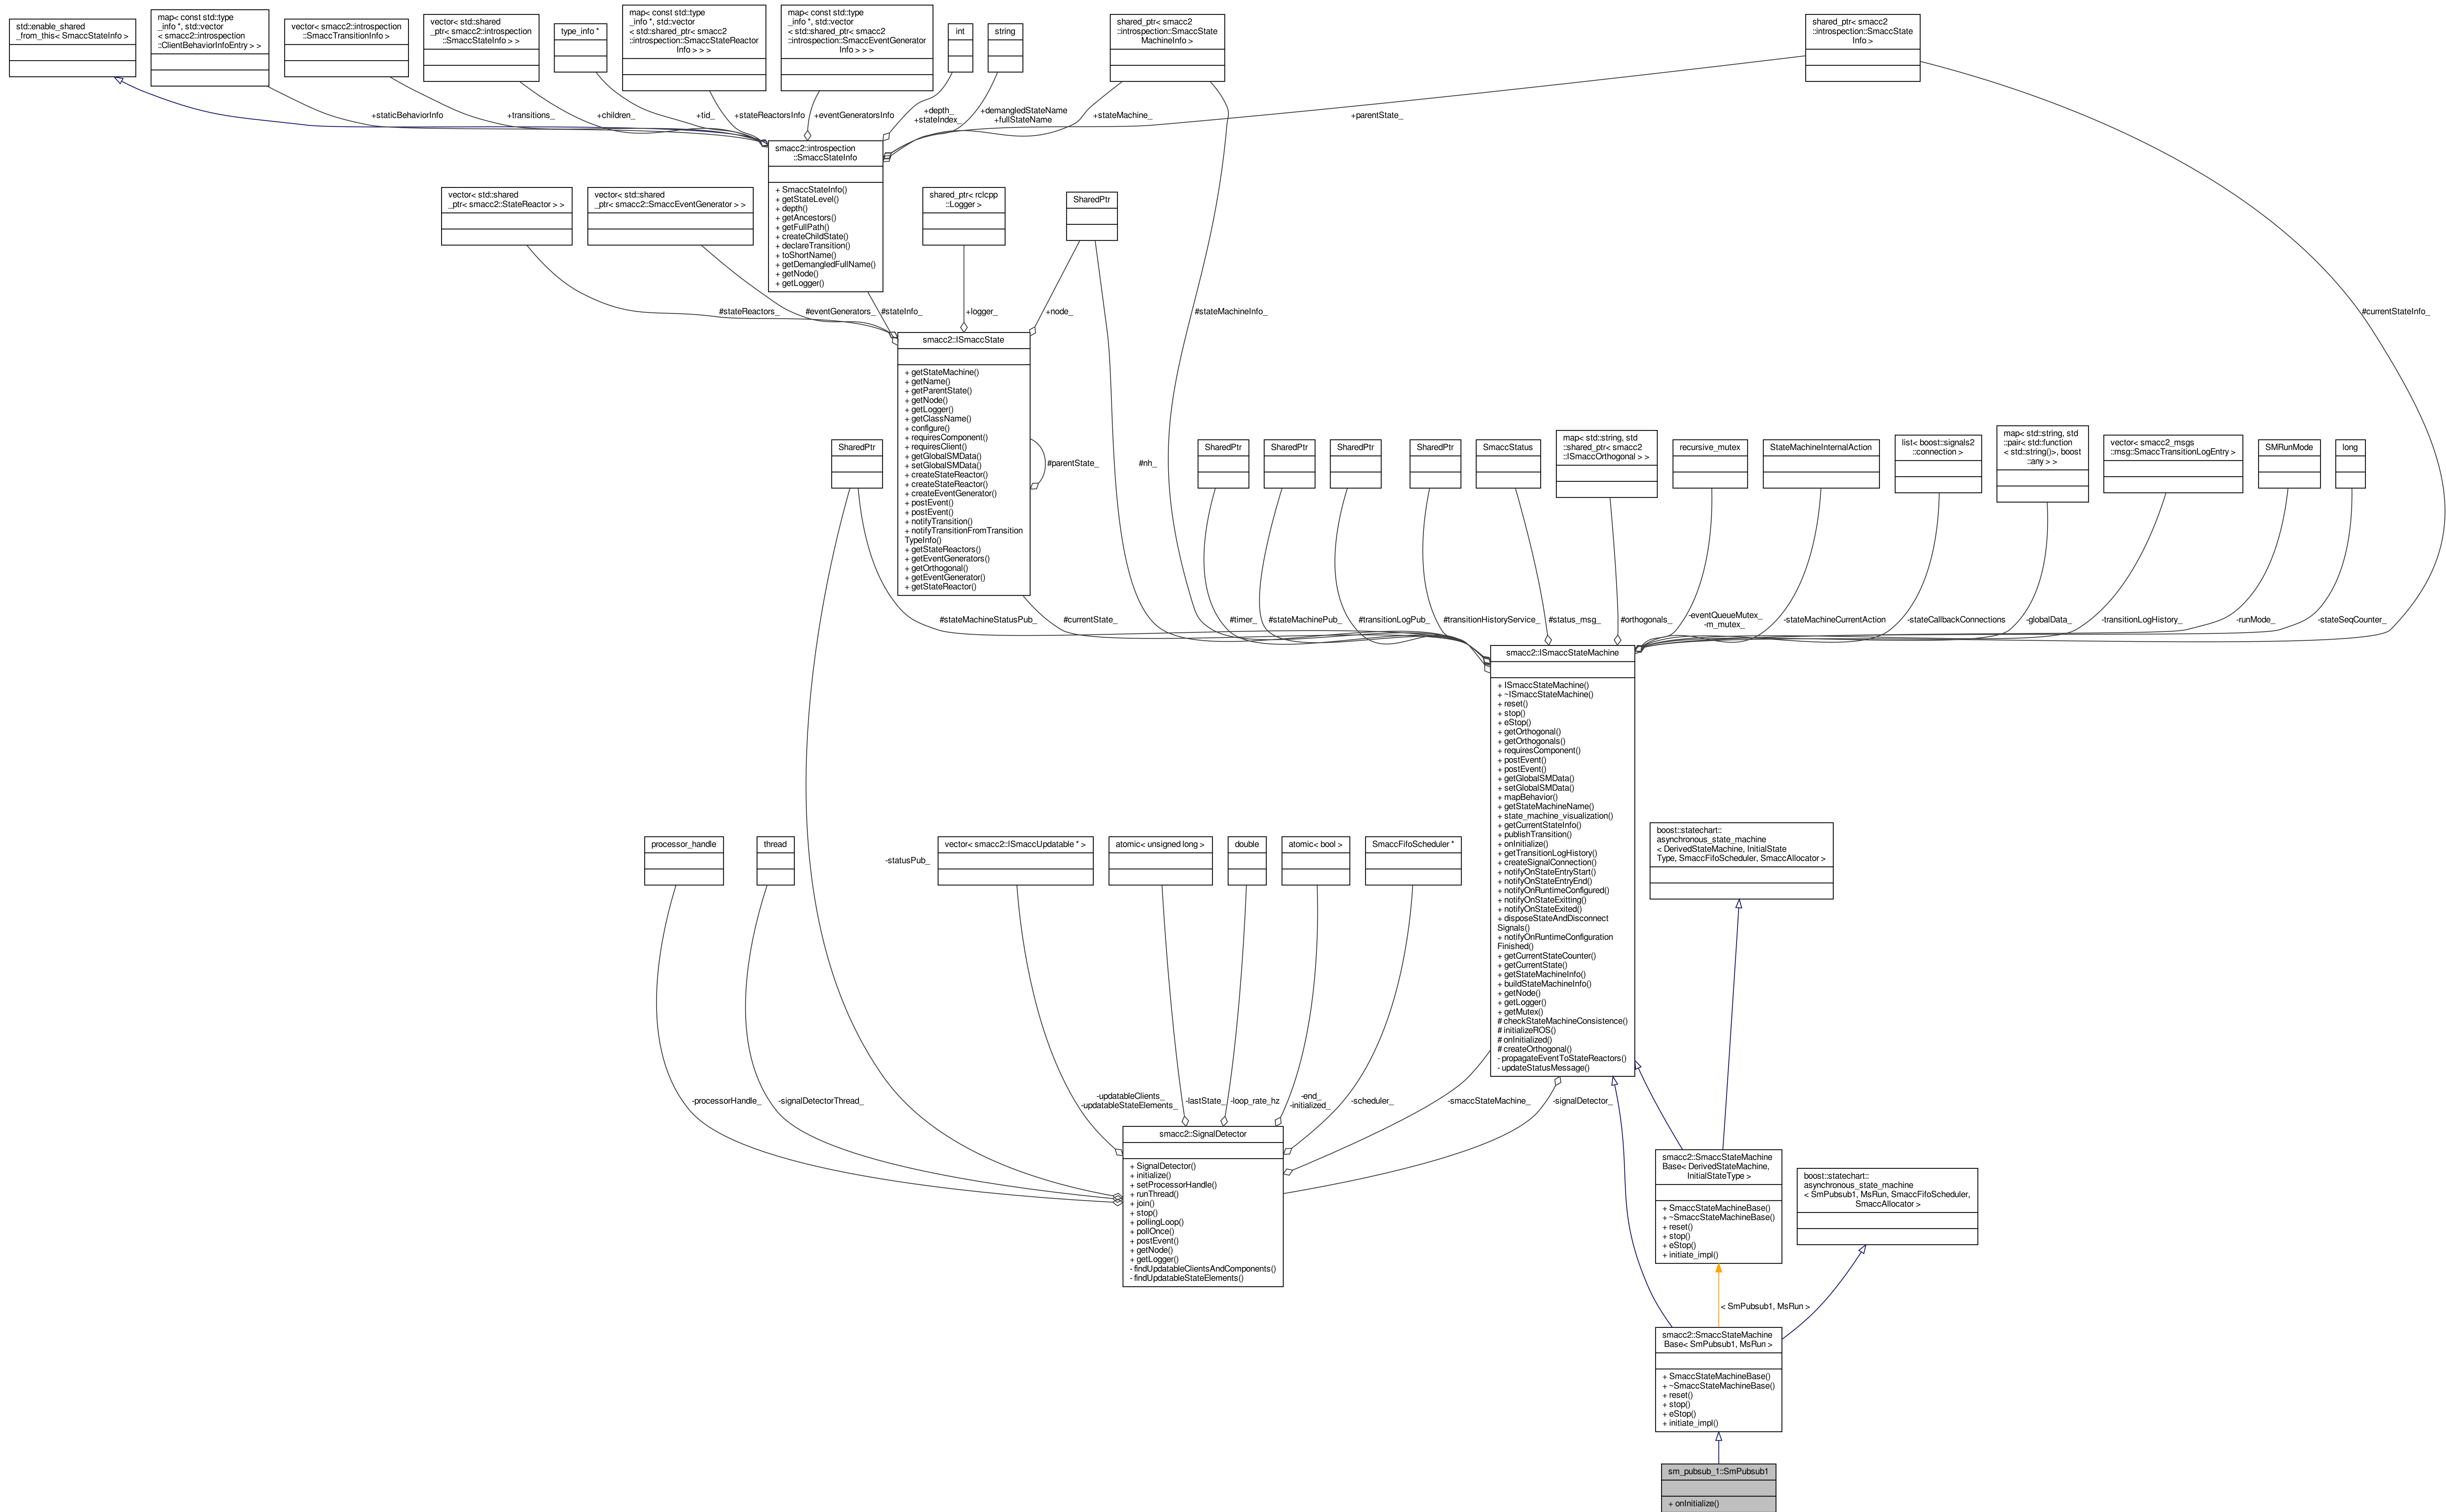 std::enable_shared
_from_this< SmaccStateInfo >
map< const std::type
_info *, std::vector
< smacc2::introspection
::ClientBehaviorInfoEntry > >
vector< smacc2::introspection
::SmaccTransitionInfo >
vector< std::shared
_ptr< smacc2::introspection
::SmaccStateInfo > >
type_info *
map< const std::type
_info *, std::vector
< std::shared_ptr< smacc2
::introspection::SmaccStateReactor
Info > > >
map< const std::type
_info *, std::vector
< std::shared_ptr< smacc2
::introspection::SmaccEventGenerator
Info > > >
int
string
shared_ptr< smacc2
::introspection::SmaccState
MachineInfo >
shared_ptr< smacc2
::introspection::SmaccState
Info >
+staticBehaviorInfo
+transitions_
+children_
+tid_
+stateReactorsInfo
+eventGeneratorsInfo
+depth_
+stateIndex_
+demangledStateName
+fullStateName
+stateMachine_
+parentState_
smacc2::introspection
::SmaccStateInfo
+ SmaccStateInfo()
+ getStateLevel()
+ depth()
+ getAncestors()
+ getFullPath()
+ createChildState()
+ declareTransition()
+ toShortName()
+ getDemangledFullName()
+ getNode()
+ getLogger()
vector< std::shared
_ptr< smacc2::StateReactor > >
vector< std::shared
_ptr< smacc2::SmaccEventGenerator > >
shared_ptr< rclcpp
::Logger >
SharedPtr
#stateReactors_
#eventGenerators_
#stateInfo_
+logger_
+node_
#stateMachineInfo_
#currentStateInfo_
smacc2::ISmaccState
+ getStateMachine()
+ getName()
+ getParentState()
+ getNode()
+ getLogger()
+ getClassName()
+ configure()
+ requiresComponent()
+ requiresClient()
+ getGlobalSMData()
+ setGlobalSMData()
+ createStateReactor()
+ createStateReactor()
+ createEventGenerator()
+ postEvent()
+ postEvent()
+ notifyTransition()
+ notifyTransitionFromTransition
TypeInfo()
+ getStateReactors()
+ getEventGenerators()
+ getOrthogonal()
+ getEventGenerator()
+ getStateReactor()
#parentState_
#nh_
SharedPtr
SharedPtr
SharedPtr
SharedPtr
SharedPtr
SmaccStatus
map< std::string, std
::shared_ptr< smacc2
::ISmaccOrthogonal > >
recursive_mutex
StateMachineInternalAction
list< boost::signals2
::connection >
map< std::string, std
::pair< std::function
< std::string()>, boost
::any > >
vector< smacc2_msgs
::msg::SmaccTransitionLogEntry >
SMRunMode
long
#stateMachineStatusPub_
#currentState_
#timer_
#stateMachinePub_
#transitionLogPub_
#transitionHistoryService_
#status_msg_
#orthogonals_
-eventQueueMutex_
-m_mutex_
-stateMachineCurrentAction
-stateCallbackConnections
-globalData_
-transitionLogHistory_
-runMode_
-stateSeqCounter_
smacc2::ISmaccStateMachine
+ ISmaccStateMachine()
+ ~ISmaccStateMachine()
+ reset()
+ stop()
+ eStop()
+ getOrthogonal()
+ getOrthogonals()
+ requiresComponent()
+ postEvent()
+ postEvent()
+ getGlobalSMData()
+ setGlobalSMData()
+ mapBehavior()
+ getStateMachineName()
+ state_machine_visualization()
+ getCurrentStateInfo()
+ publishTransition()
+ onInitialize()
+ getTransitionLogHistory()
+ createSignalConnection()
+ notifyOnStateEntryStart()
+ notifyOnStateEntryEnd()
+ notifyOnRuntimeConfigured()
+ notifyOnStateExitting()
+ notifyOnStateExited()
+ disposeStateAndDisconnect
Signals()
+ notifyOnRuntimeConfiguration
Finished()
+ getCurrentStateCounter()
+ getCurrentState()
+ getStateMachineInfo()
+ buildStateMachineInfo()
+ getNode()
+ getLogger()
+ getMutex()
# checkStateMachineConsistence()
# initializeROS()
# onInitialized()
# createOrthogonal()
- propagateEventToStateReactors()
- updateStatusMessage()
processor_handle
thread
-statusPub_
vector< smacc2::ISmaccUpdatable * >
atomic< unsigned long >
double
atomic< bool >
SmaccFifoScheduler *
boost::statechart::
asynchronous_state_machine
< DerivedStateMachine, InitialState
Type, SmaccFifoScheduler, SmaccAllocator >
-processorHandle_
-signalDetectorThread_
-updatableClients_
-updatableStateElements_
-lastState_
-loop_rate_hz
-end_
-initialized_
-scheduler_
-smaccStateMachine_
-signalDetector_
smacc2::SignalDetector
+ SignalDetector()
+ initialize()
+ setProcessorHandle()
+ runThread()
+ join()
+ stop()
+ pollingLoop()
+ pollOnce()
+ postEvent()
+ getNode()
+ getLogger()
- findUpdatableClientsAndComponents()
- findUpdatableStateElements()
smacc2::SmaccStateMachine
Base< DerivedStateMachine,
InitialStateType >
+ SmaccStateMachineBase()
+ ~SmaccStateMachineBase()
+ reset()
+ stop()
+ eStop()
+ initiate_impl()
boost::statechart::
asynchronous_state_machine
< SmPubsub1, MsRun, SmaccFifoScheduler,
SmaccAllocator >
< SmPubsub1, MsRun >
smacc2::SmaccStateMachine
Base< SmPubsub1, MsRun >
+ SmaccStateMachineBase()
+ ~SmaccStateMachineBase()
+ reset()
+ stop()
+ eStop()
+ initiate_impl()
sm_pubsub_1::SmPubsub1
+ onInitialize()